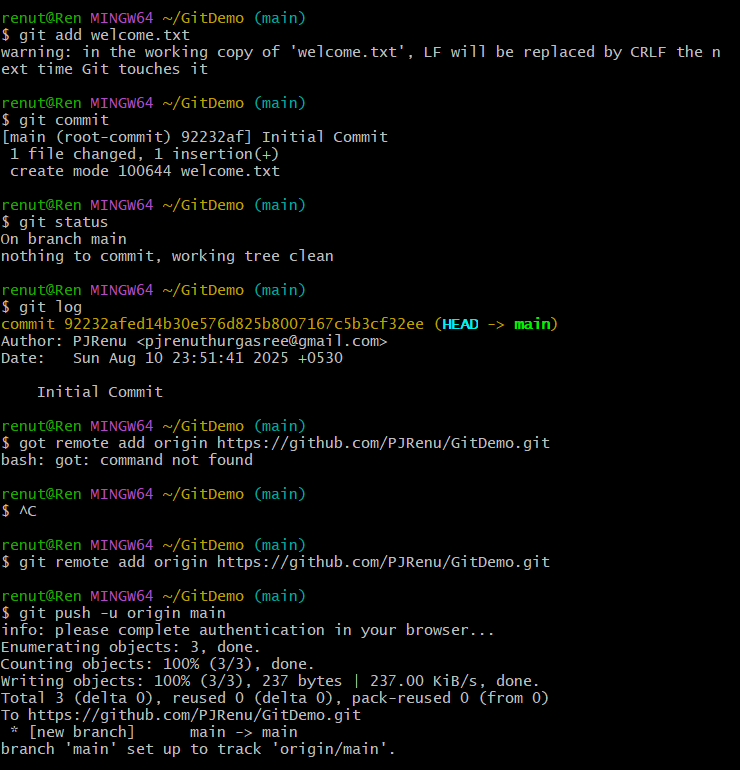 renut@Ren MINGW64 ~/GitDemo (main)
$ git add welcome.txt
warning: in the working copy of 'welcome.txt', LF will be replaced by CRLF the n
ext time Git touches it

renut@Ren MINGW64 ~/GitDemo (main)
$ git commit
[main (root-commit) 92232af] Initial Commit
 1 file changed, 1 insertion(+)
 create mode 100644 welcome.txt

renut@Ren MINGW64 ~/GitDemo (main)
$ git status
On branch main
nothing to commit, working tree clean

renut@Ren MINGW64 ~/GitDemo (main)
$ git log
commit 92232afed14b30e576d825b8007167c5b3cf32ee (HEAD -> main)
Author: PJRenu <pjrenuthurgasree@gmail.com>
Date:   Sun Aug 10 23:51:41 2025 +0530

    Initial Commit

renut@Ren MINGW64 ~/GitDemo (main)
$ got remote add origin https://github.com/PJRenu/GitDemo.git
bash: got: command not found

renut@Ren MINGW64 ~/GitDemo (main)
$ ^C

renut@Ren MINGW64 ~/GitDemo (main)
$ git remote add origin https://github.com/PJRenu/GitDemo.git

renut@Ren MINGW64 ~/GitDemo (main)
$ git push -u origin main
info: please complete authentication in your browser...
Enumerating objects: 3, done.
Counting objects: 100% (3/3), done.
Writing objects: 100% (3/3), 237 bytes | 237.00 KiB/s, done.
Total 3 (delta 0), reused 0 (delta 0), pack-reused 0 (from 0)
To https://github.com/PJRenu/GitDemo.git
 * [new branch]      main -> main
branch 'main' set up to track 'origin/main'.